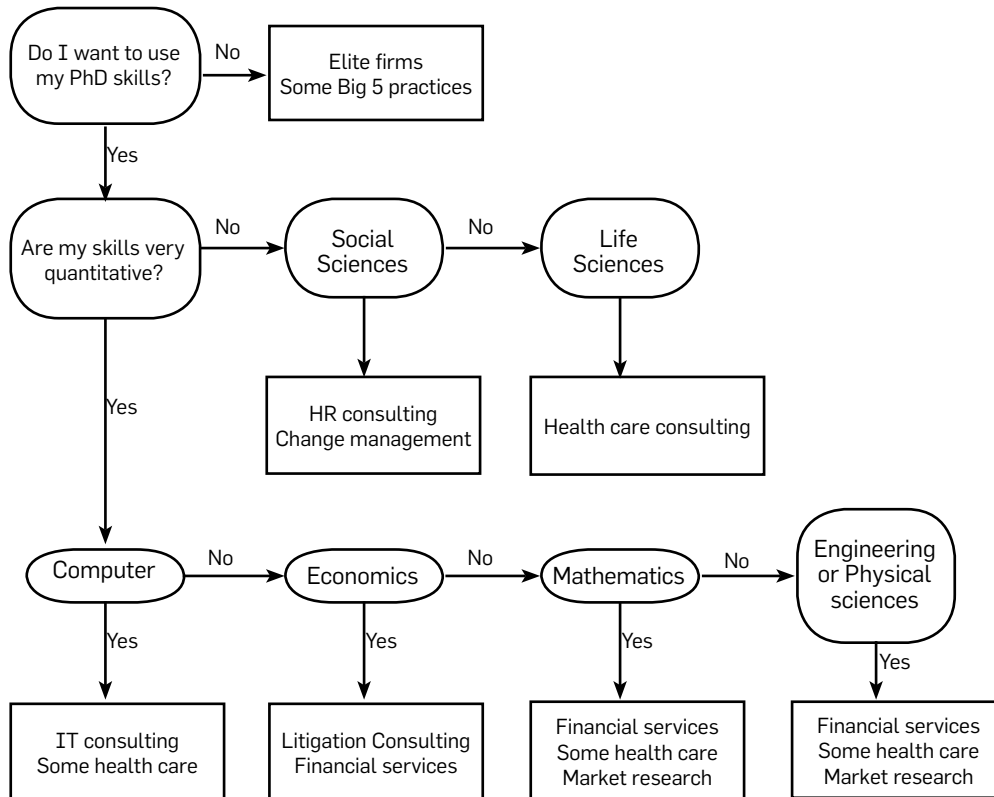 Do I want to use
my PhD skills?
No
Elite firms
Some Big 5 practices
Yes
Are my skills very
quantitative?
No
Social
Sciences
No
Life
Sciences
Yes
HR consulting
Change management
Health care consulting
Computer
No
Economics
No
Mathematics
No
Engineering
or Physical
sciences
Yes
Yes
Yes
Yes
IT consulting
Some health care
Litigation Consulting
Financial services
Financial services
Some health care
Market research
Financial services
Some health care
Market research